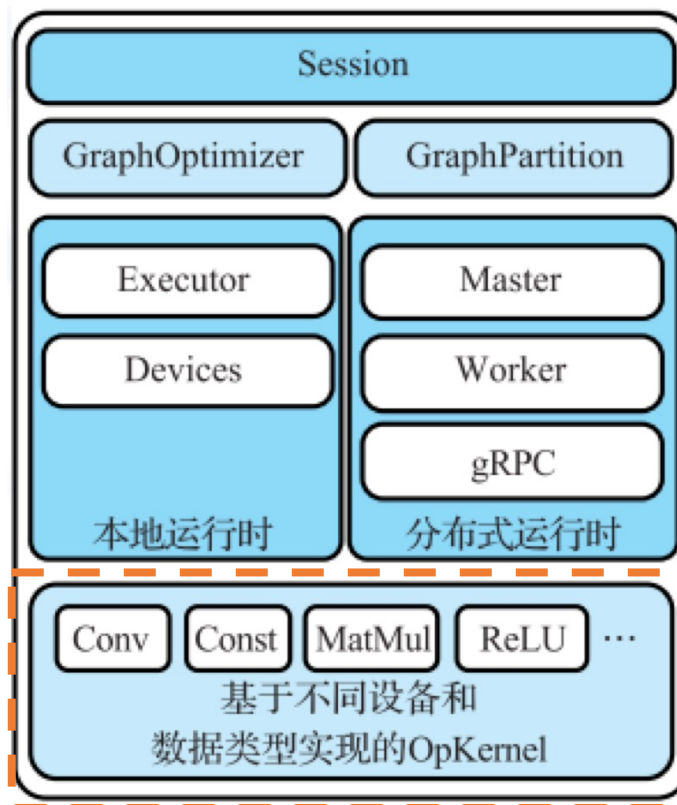 Session
GraphOptimizer
GraphPartition
Executor
Devices
本地运行时
Master
Worker
gRPC
分布式运行时
Conv
Const
MatMul
ReLU
…
基于不同设备和
数据类型实现的OpKernel